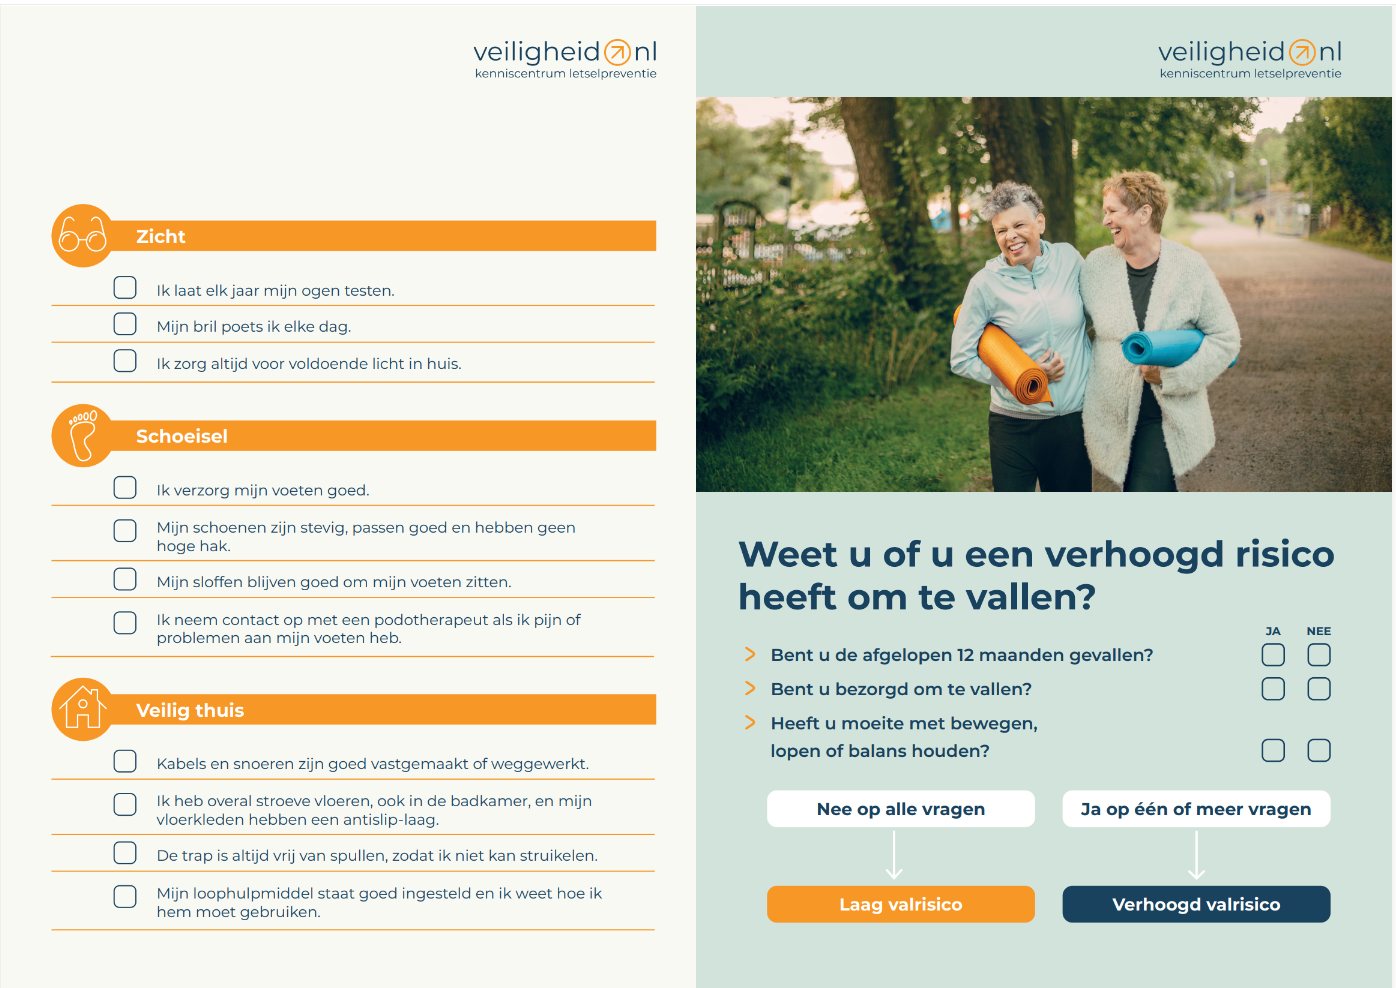 veiligheid nl
kenniscentrum letselpreventie
Zicht
Ik laat elk jaar mijn ogen testen.
Mijn bril poets ik elke dag.
Ik zorg altijd voor voldoende licht in huis.
Schoeisel
Ik verzorg mijn voeten goed.
Mijn schoenen zijn stevig, passen goed en hebben geen
hoge hak.
Mijn sloffen blijven goed om mijn voeten zitten.
Ik neem contact op met een podotherapeut als ik pijn of
problemen aan mijn voeten heb.
Veilig thuis
Kabels en snoeren zijn goed vastgemaakt of weggewerkt.
Ik heb overal stroeve vloeren, ook in de badkamer, en mijn
vloerkleden hebben een antislip-laag.
De trap is altijd vrij van spullen, zodat ik niet kan struikelen.
Mijn loophulpmiddel staat goed ingesteld en ik weet hoe ik
hem moet gebruiken.
veiligheid nl
kenniscentrum letselpreventie
Weet u of u een verhoogd risico
heeft om te vallen?
JA NEE
Bent u de afgelopen 12 maanden gevallen?
Bent u bezorgd om te vallen?
Heeft u moeite met bewegen,
lopen of balans houden?
Nee op alle vragen
Ja op één of meer vragen
Laag valrisico
Verhoogd valrisico